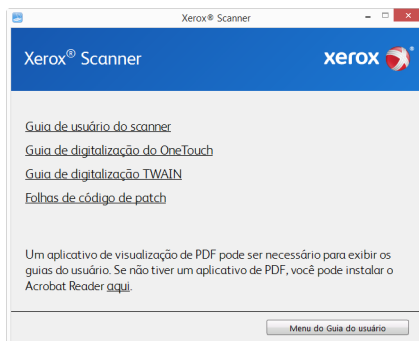 Xerox® Scanner
Xerox® Scanner
xerox
Guia de usuário do scanner
Guia de digitalização do OneTouch
Guia de digitalização TWAIN
Folhas de código de patch
Um aplicativo de visualização de PDF pode ser necessário para exibir os
guias do usuário. Se não tiver um aplicativo de PDF, você pode instalar o
Acrobat Reader aqui.
Menu do Guia do usuário